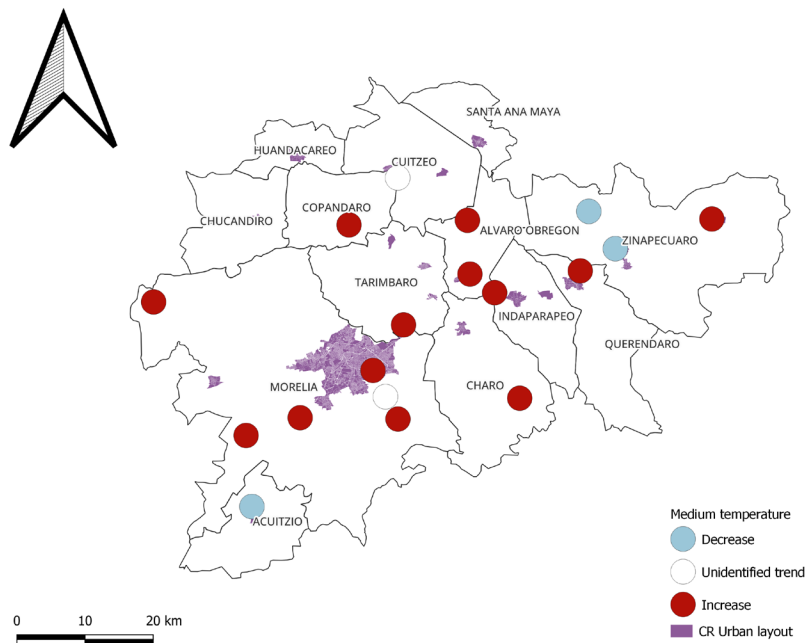 SANTA ANA MAYA
HUANDACAREO
CUITZEO
COPANDARO
CHUCANDIRO
ALVARO OBREGON
ZINAPECUARO
TARIMBARO
INDAPARAPEO
QUERENDARO
MORELIA
CHARO
ACUITZIO
Medium temperature
Decrease
Unidentified trend
Increase
CR Urban layout
0 10 20 km